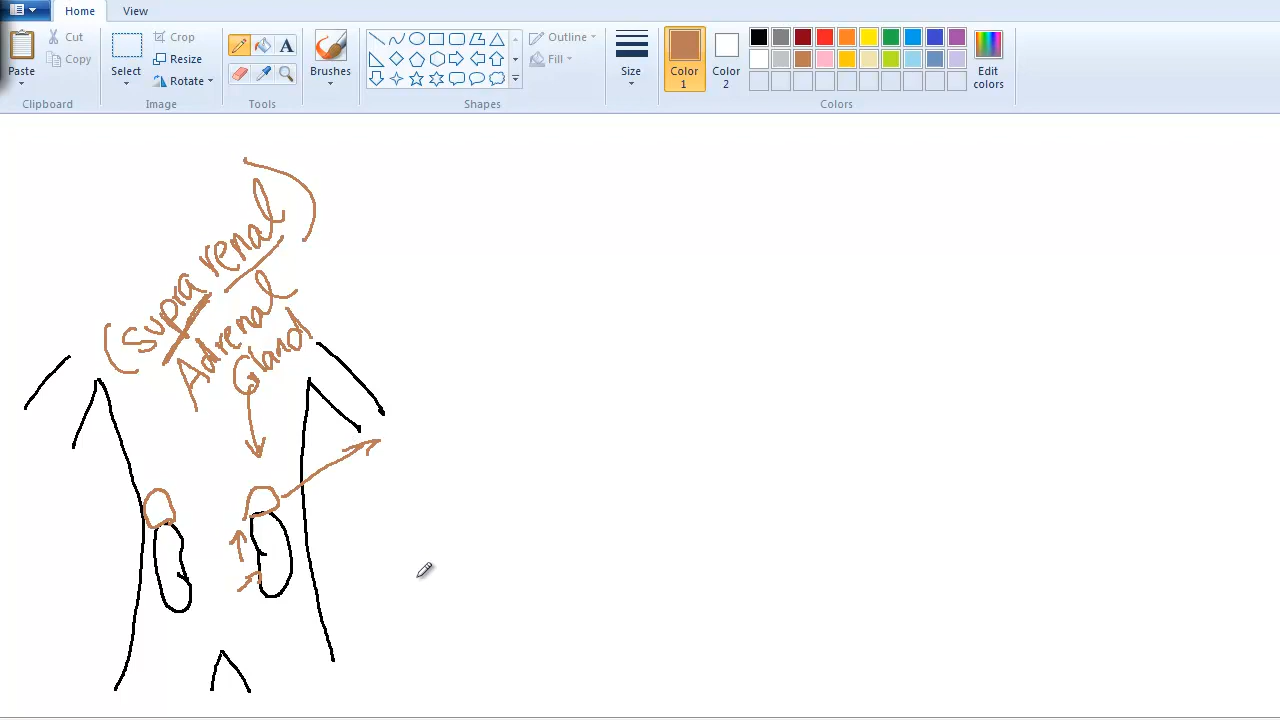 Home
View
Paste
Cut
Copy
Clipboard
Select
Crop
Resize
Rotate
Image
Tools
Brushes
Outline
Fill
Shapes
Size
Color 1
Color 2
Edit colors
Colors
(Supra renal)
Adrenal
Gland